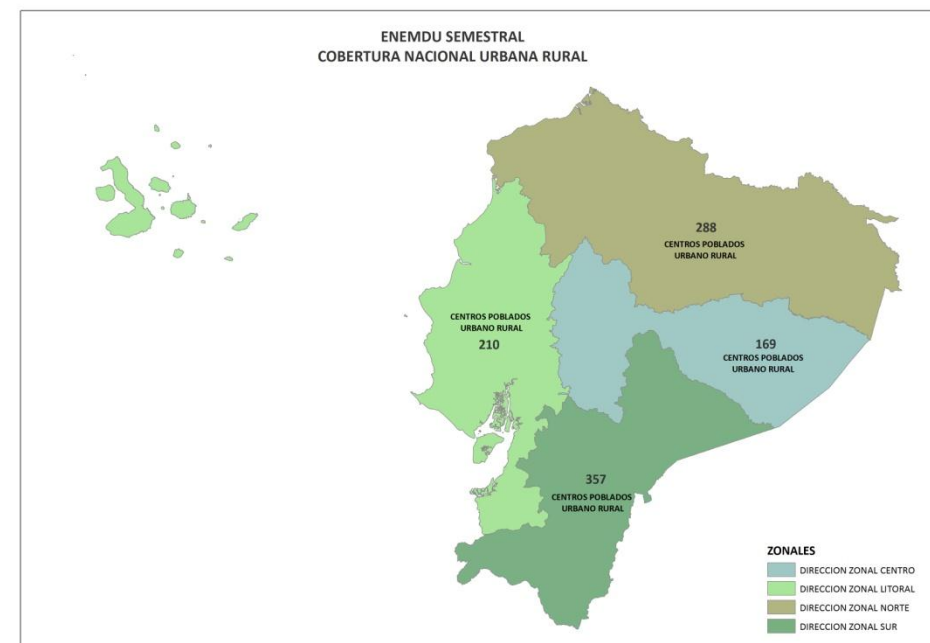 ENEMDU SEMESTRAL
COBERTURA NACIONAL URBANA RURAL
288
CENTROS POBLADOS
URBANO RURAL
CENTROS POBLADOS
URBANO RURAL
210
169
CENTROS POBLADOS
URBANO RURAL
357
CENTROS POBLADOS
URBANO RURAL
ZONALES
DIRECCION ZONAL CENTRO
DIRECCION ZONAL LITORAL
DIRECCION ZONAL NORTE
DIRECCION ZONAL SUR